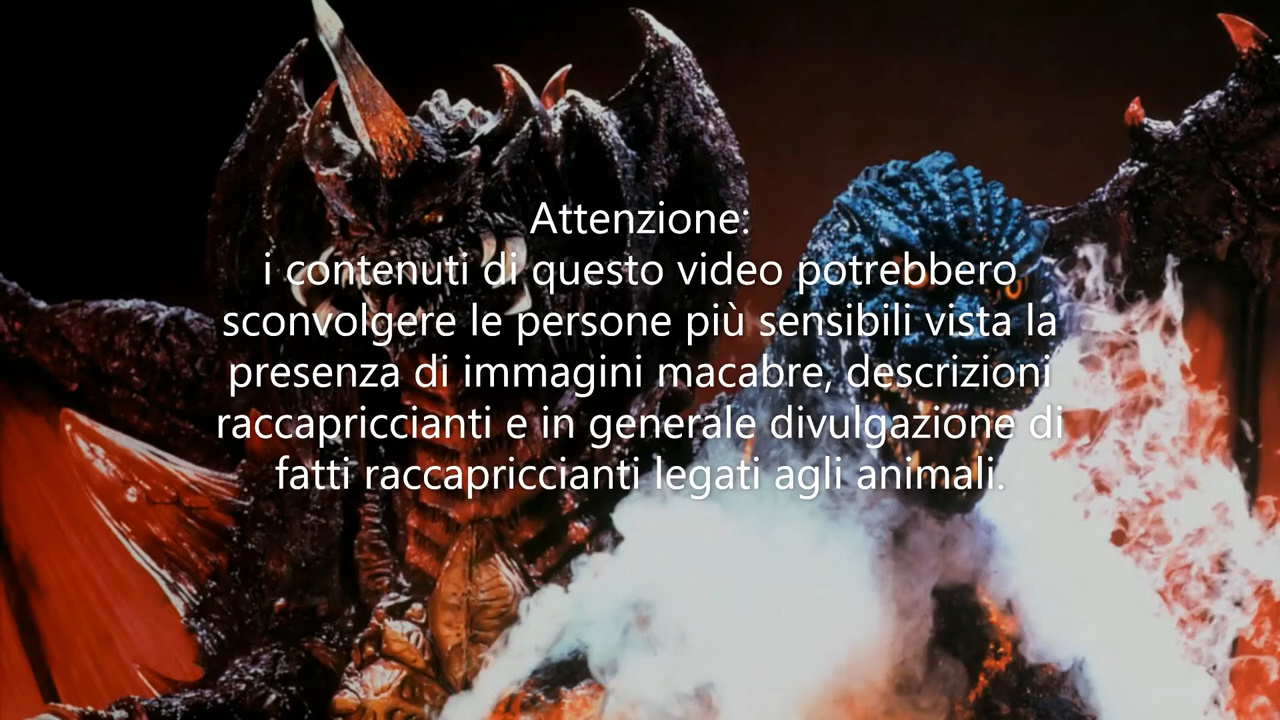 Attenzione:
i contenuti di questo video potrebbero
sconvolgere le persone più sensibili vista la
presenza di immagini macabre, descrizioni
raccapriccianti e in generale divulgazione di
fatti raccapriccianti legati agli animali.